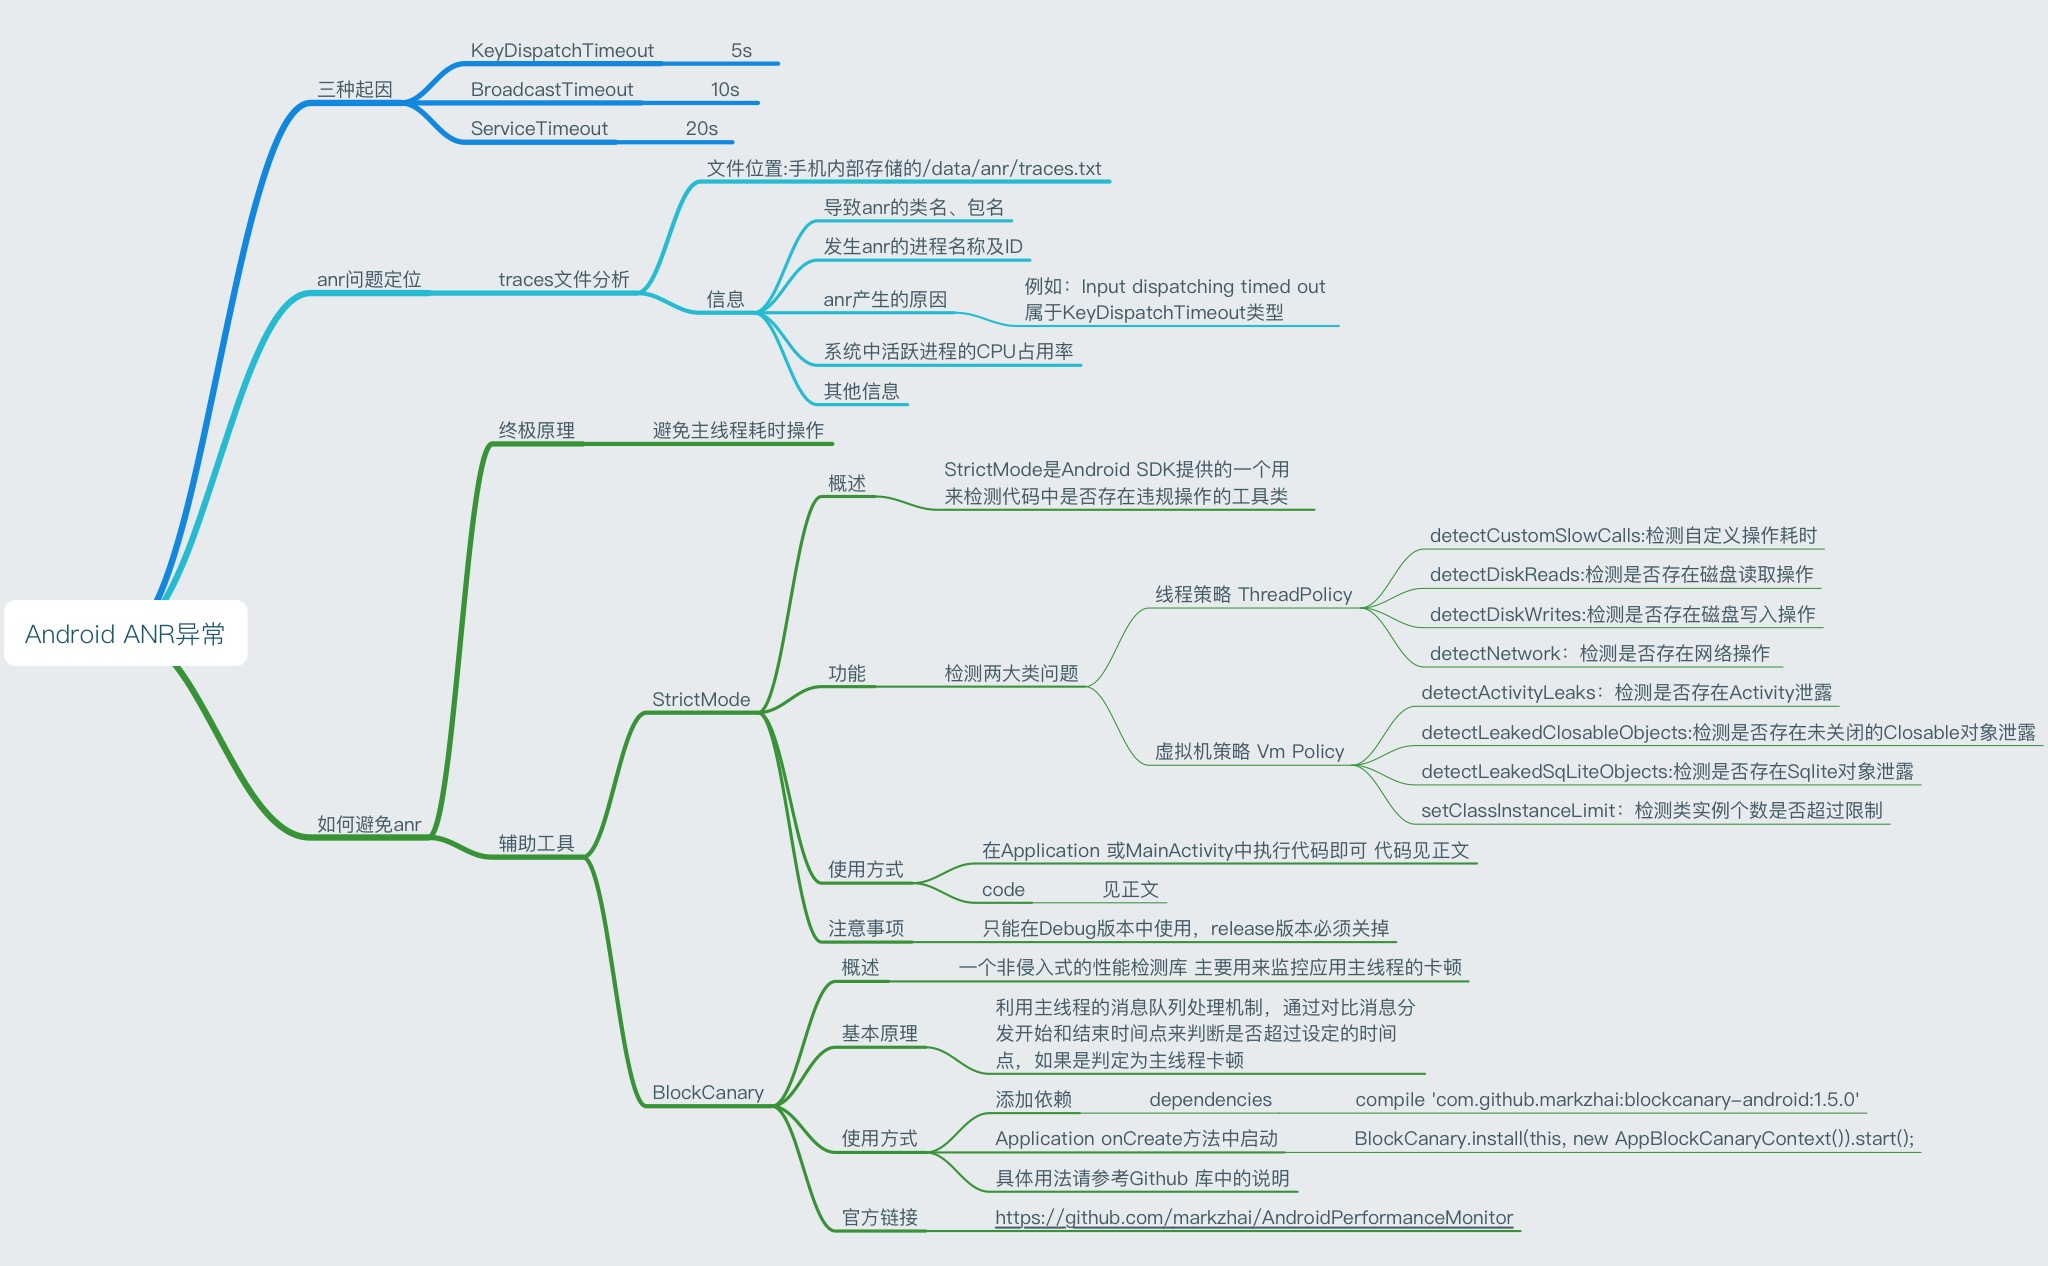 Android ANR异常
三种起因
KeyDispatchTimeout 5s
BroadcastTimeout 10s
ServiceTimeout 20s
anr问题定位
traces文件分析
文件位置:手机内部存储的/data/anr/traces.txt
信息
导致anr的类名、包名
发生anr的进程名称及ID
anr产生的原因
例如：Input dispatching timed out
属于KeyDispatchTimeout类型
系统中活跃进程的CPU占用率
其他信息
如何避免anr
终极原理 避免主线程耗时操作
辅助工具
StrictMode
概述
StrictMode是Android SDK提供的一个用
来检测代码中是否存在违规操作的工具类
功能 检测两大类问题
线程策略 ThreadPolicy
detectCustomSlowCalls:检测自定义操作耗时
detectDiskReads:检测是否存在磁盘读取操作
detectDiskWrites:检测是否存在磁盘写入操作
detectNetwork：检测是否存在网络操作
虚拟机策略 Vm Policy
detectActivityLeaks：检测是否存在Activity泄露
detectLeakedClosableObjects:检测是否存在未关闭的Closable对象泄露
detectLeakedSqLiteObjects:检测是否存在Sqlite对象泄露
setClassInstanceLimit：检测类实例个数是否超过限制
使用方式
在Application 或MainActivity中执行代码即可 代码见正文
code 见正文
注意事项 只能在Debug版本中使用，release版本必须关掉
BlockCanary
概述 一个非侵入式的性能检测库 主要用来监控应用主线程的卡顿
基本原理
利用主线程的消息队列处理机制，通过对比消息分
发开始和结束时间点来判断是否超过设定的时间
点，如果是判定为主线程卡顿
使用方式
添加依赖 dependencies compile 'com.github.markzhai:blockcanary-android:1.5.0'
Application onCreate方法中启动 BlockCanary.install(this, new AppBlockCanaryContext()).start();
具体用法请参考Github 库中的说明
官方链接 https://github.com/markzhai/AndroidPerformanceMonitor